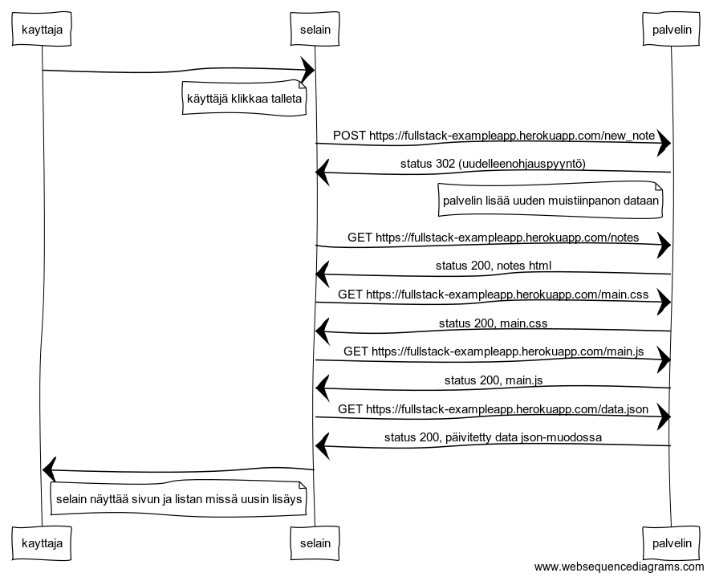 kayttaja
selain
palvelin
käyttäjä klikkaa talleta
POST https://fullstack-exampleapp.herokuapp.com/new_note
status 302 (uudelleenohjauspyyntö)
palvelin lisää uuden muistiinpanon dataan
GET https://fullstack-exampleapp.herokuapp.com/notes
status 200, notes html
GET https://fullstack-exampleapp.herokuapp.com/main.css
status 200, main.css
GET https://fullstack-exampleapp.herokuapp.com/main.js
status 200, main.js
GET https://fullstack-exampleapp.herokuapp.com/data.json
status 200, päivitetty data json-muodossa
selain näyttää sivun ja listan missä uusin lisäys
kayttaja
selain
palvelin
www.websequencediagrams.com